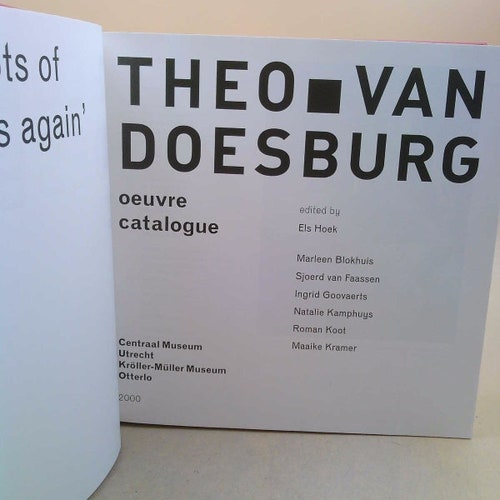 ots of
s again'
THEO■VAN
DOESBURG
oeuvre
catalogue
edited by
Els Hoek
Marleen Blokhuis
Sjoerd van Faassen
Ingrid Goovaerts
Natalie Kamphuys
Roman Koot
Maaike Kramer
Centraal Museum
Utrecht
Kröller-Müller Museum
Otterlo
2000